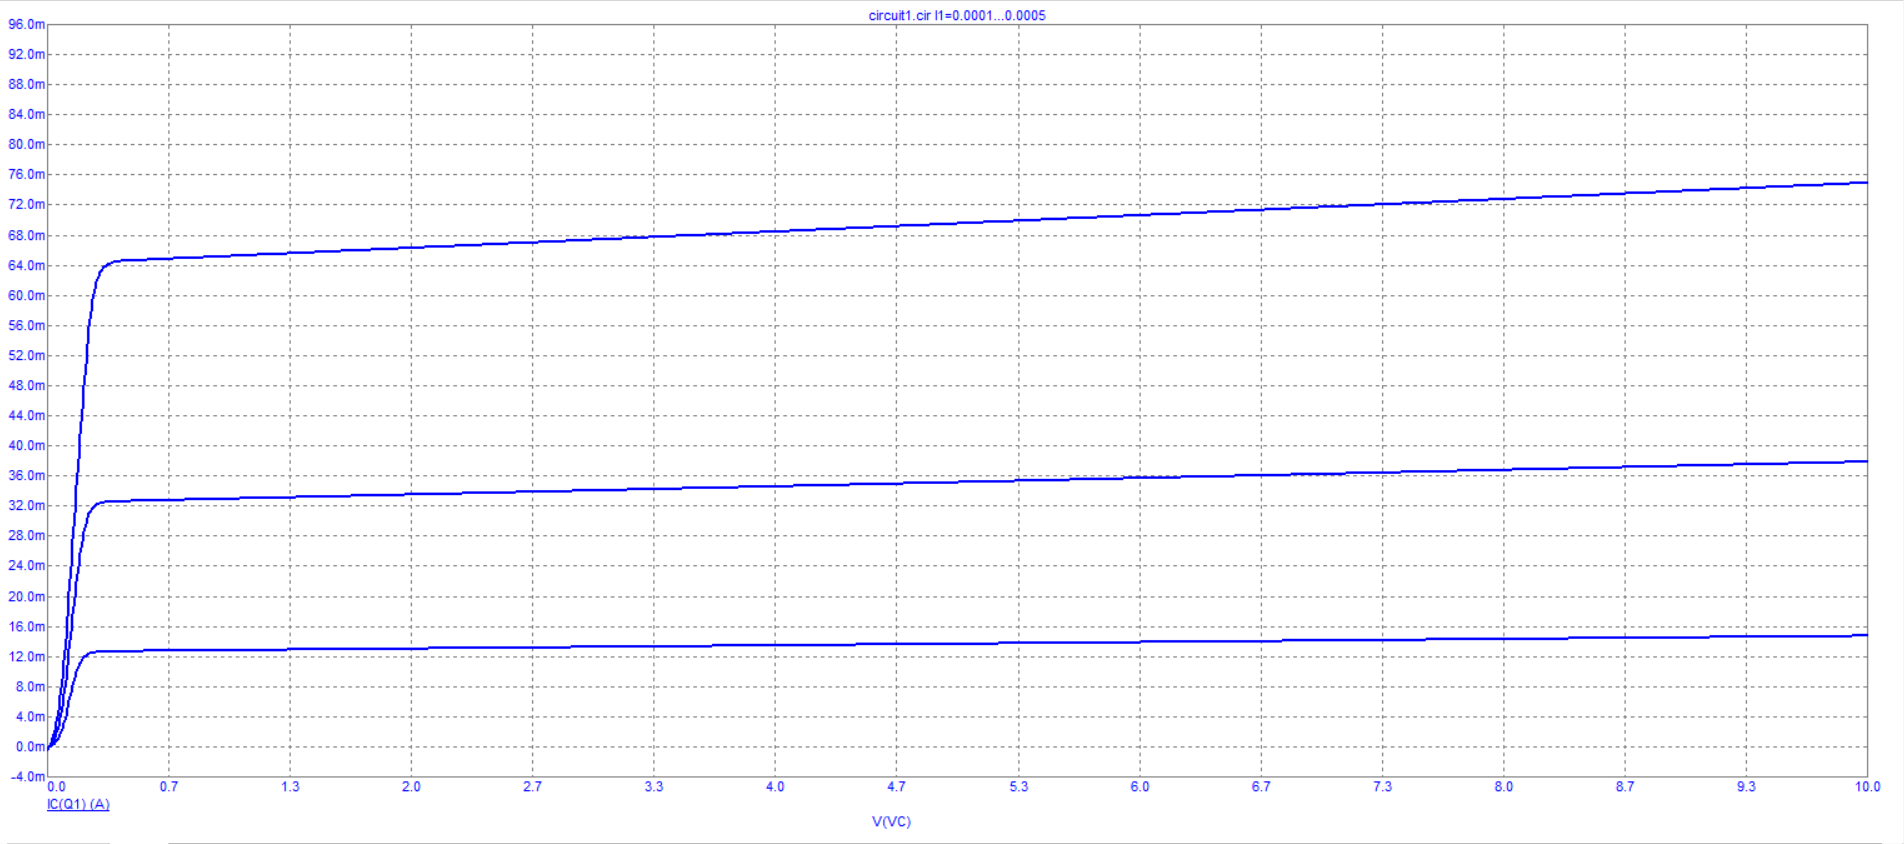 circuit1.cir I1=0.0001...0.0005
96.0m
92.0m
88.0m
84.0m
80.0m
76.0m
72.0m
68.0m
64.0m
60.0m
56.0m
52.0m
48.0m
44.0m
40.0m
36.0m
32.0m
28.0m
24.0m
20.0m
16.0m
12.0m
8.0m
4.0m
0.0m
-4.0m
0.0 0.7 1.3 2.0 2.7 3.3 4.0 4.7 5.3 6.0 6.7 7.3 8.0 8.7 9.3 10.0
IC(Q1) (A)
V(VC)